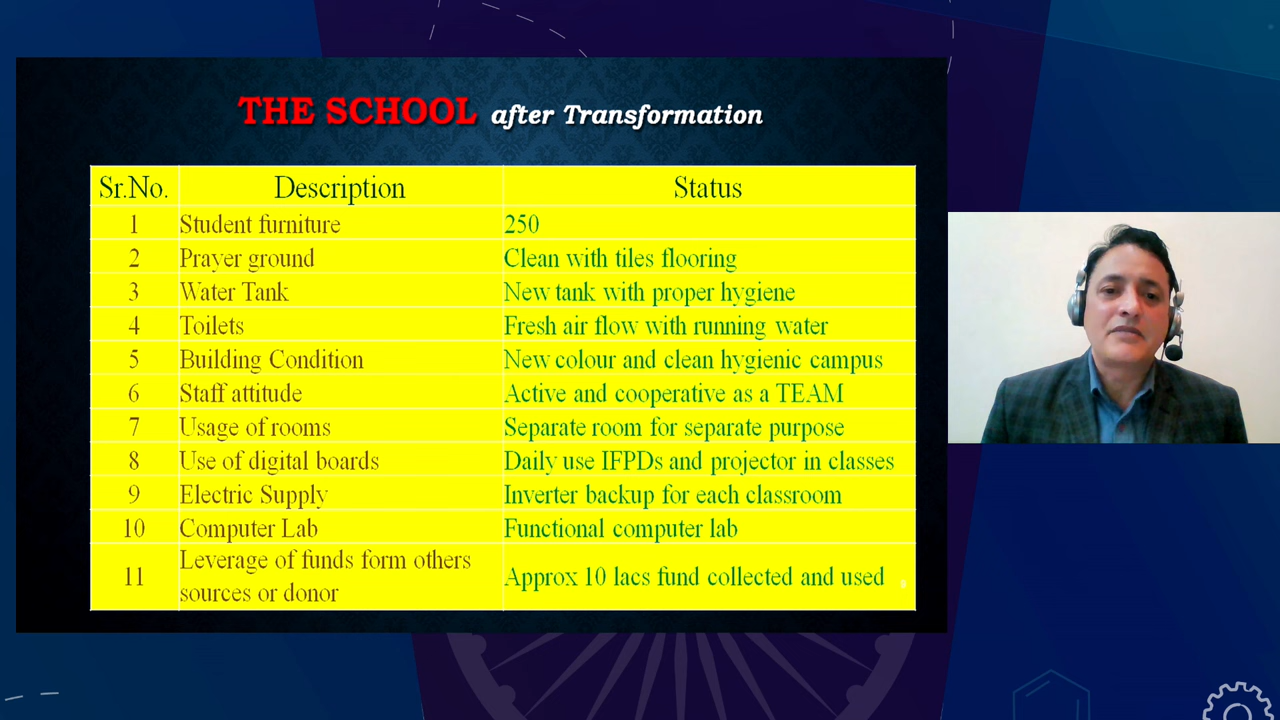 THE SCHOOL after Transformation
Sr.No. Description Status
1 Student furniture 250
2 Prayer ground Clean with tiles flooring
3 Water Tank New tank with proper hygiene
4 Toilets Fresh air flow with running water
5 Building Condition New colour and clean hygienic campus
6 Staff attitude Active and cooperative as a TEAM
7 Usage of rooms Separate room for separate purpose
8 Use of digital boards Daily use IFPDs and projector in classes
9 Electric Supply Inverter backup for each classroom
10 Computer Lab Functional computer lab
11 Leverage of funds form others
sources or donor Approx 10 lacs fund collected and used